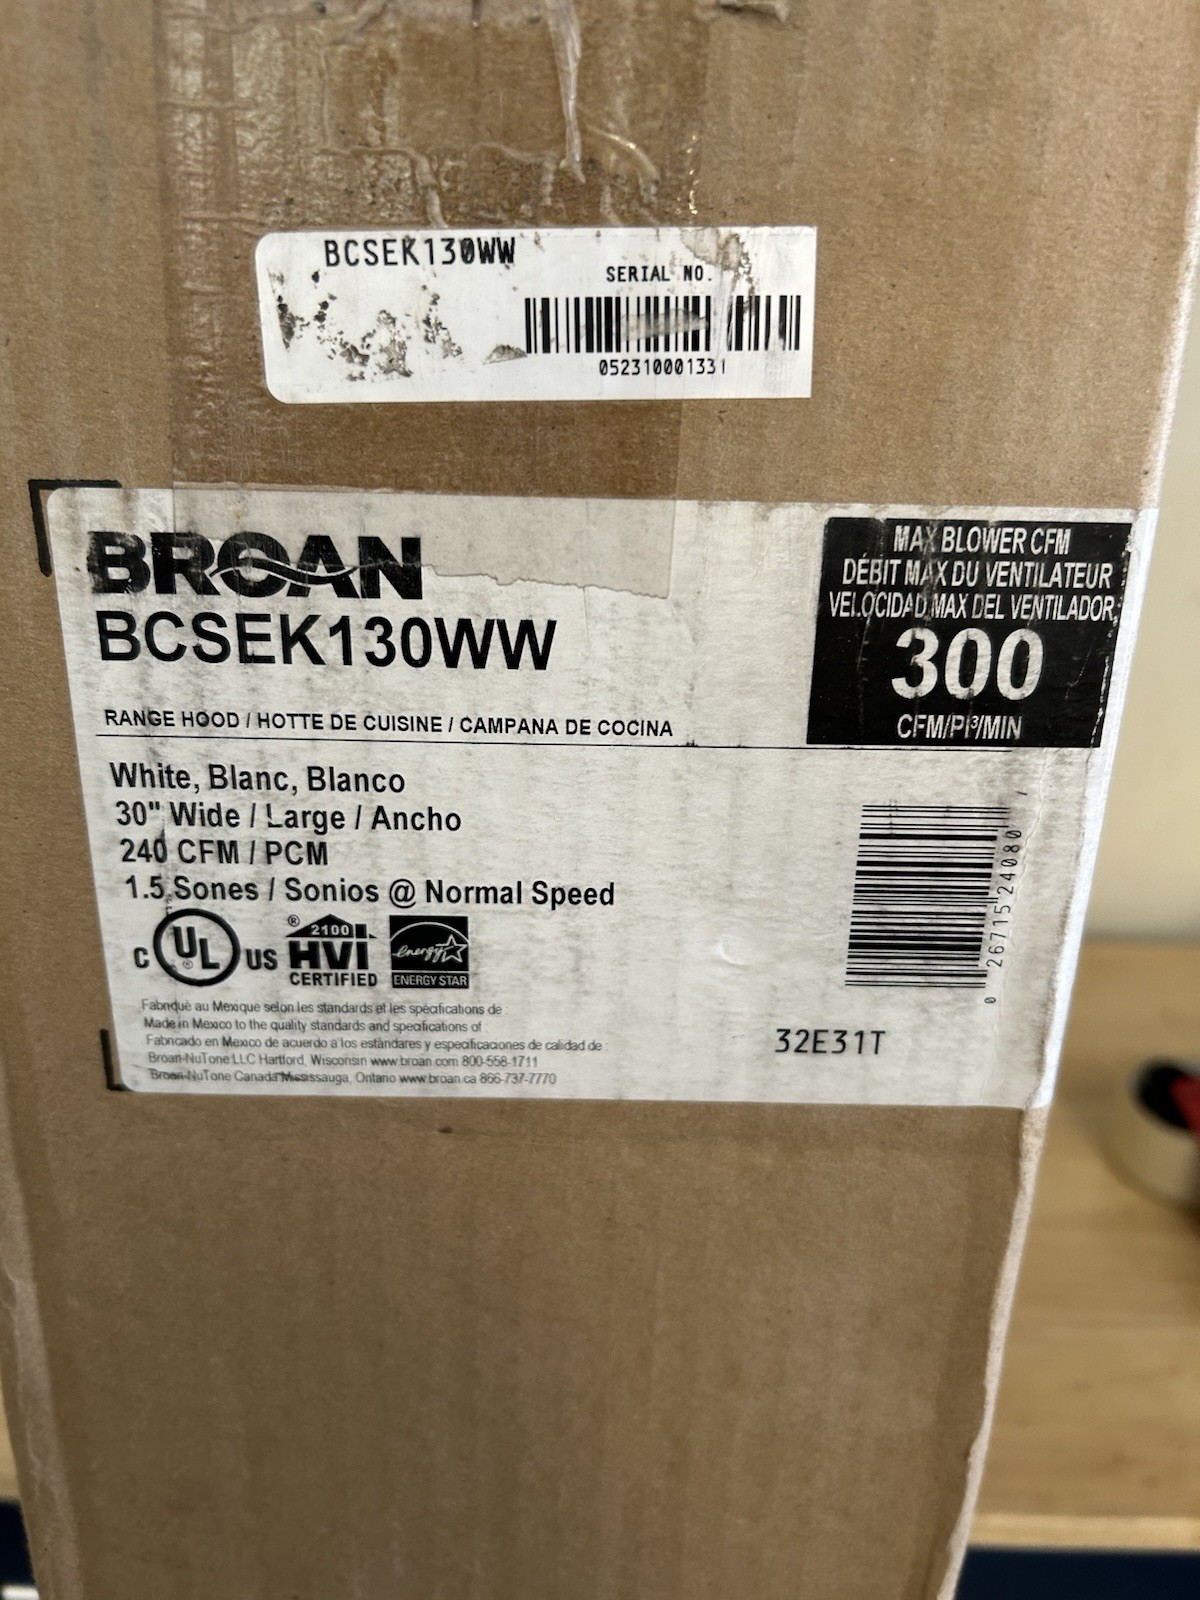 BCSEK130WW
SERIAL NO.
052310001331
BROAN
BCSEK130WW
RANGE HOOD / HOTTE DE CUISINE / CAMPANA DE COCINA
MAX BLOWER CFM
DÉBIT MAX DU VENTILATEUR
VELOCIDAD MAX DEL VENTILADOR
300
CFM/PI³/MIN
White, Blanc, Blanco
30" Wide / Large / Ancho
240 CFM / PCM
1.5 Sones / Sonios @ Normal Speed
C UL ® US
® 2100
HVI
CERTIFIED
energy
ENERGY STAR
Fabriqué au Mexique selon les standards et les spécifications de :
Made in Mexico to the quality standards and specifications of :
Fabricado en Mexico de acuerdo a los estándares y especificaciones de calidad de :
Broan-NuTone LLC Hartford, Wisconsin www.broan.com 800-558-1711
Broan-NuTone Canada Mississauga, Ontario www.broan.ca 866-737-7770
0 26715 24080
32E31T